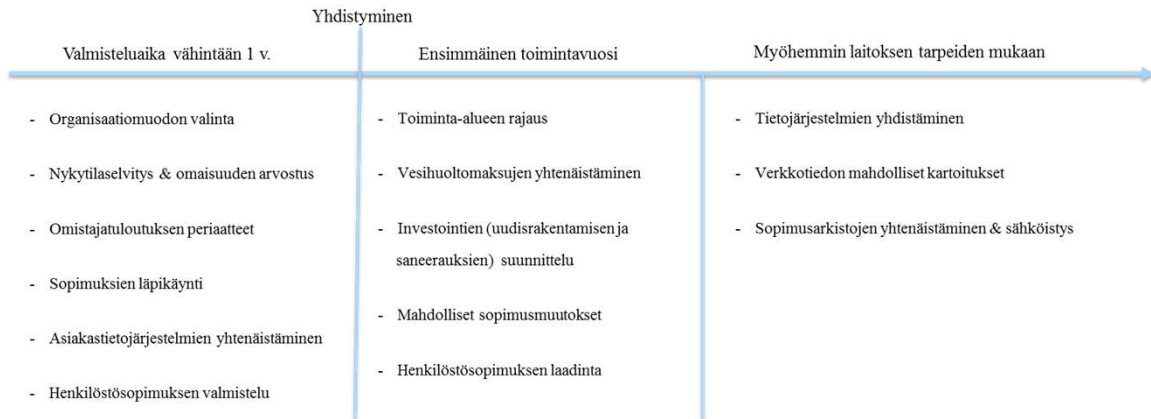 Yhdistyminen
Valmisteluaika vähintään 1 v.
- Organisaatiomuodon valinta
- Nykytilaselvitys & omaisuuden arvostus
- Omistajatuloutuksen periaatteet
- Sopimuksien läpikäynti
- Asiakastietojärjestelmien yhtenäistäminen
- Henkilöstösopimuksen valmistelu
Ensimmäinen toimintavuosi
- Toiminta-alueen rajaus
- Vesihuoltomaksujen yhtenäistäminen
- Investointien (uudisrakentamisen ja
saneerauksien) suunnittelu
- Mahdolliset sopimusmuutokset
- Henkilöstösopimuksen laadinta
Myöhemmin laitoksen tarpeiden mukaan
- Tietojärjestelmien yhdistäminen
- Verkkotiedon mahdolliset kartoitukset
- Sopimusarkistojen yhtenäistäminen & sähköistys